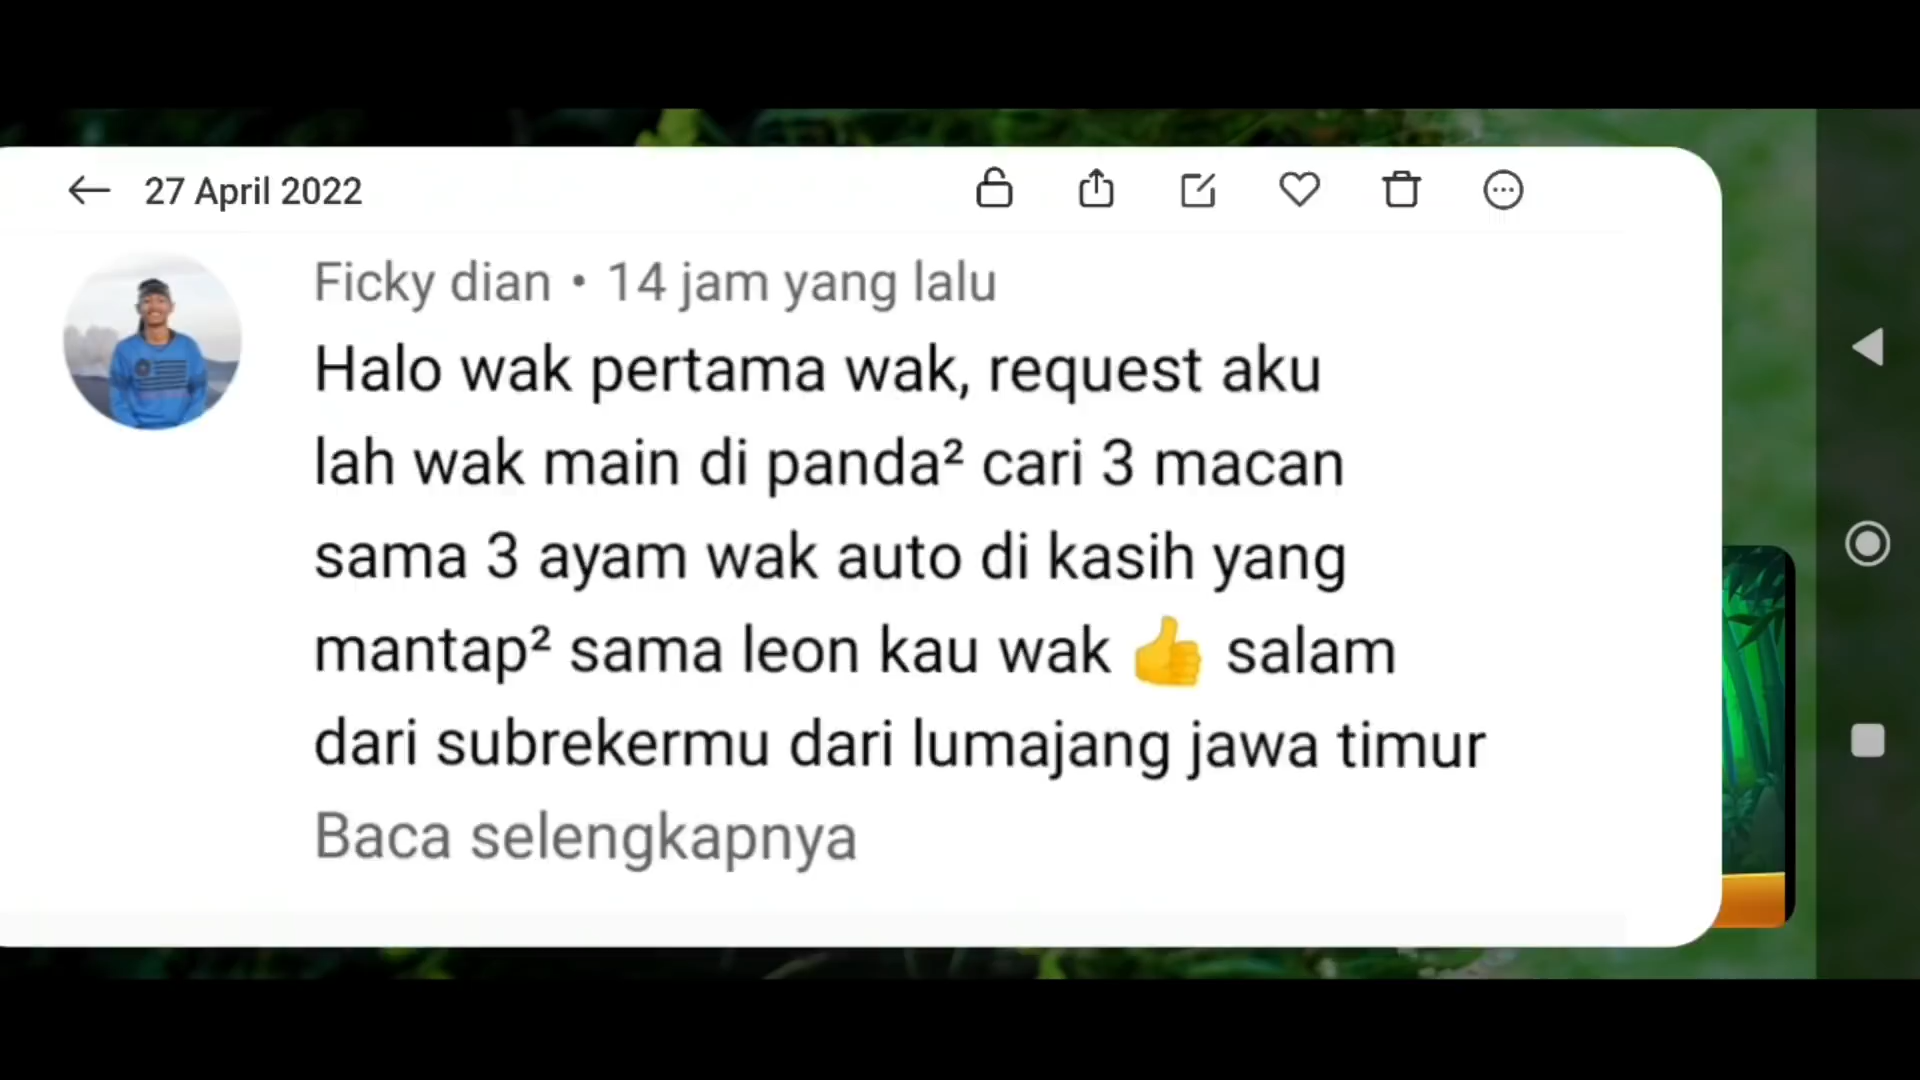 27 April 2022
Ficky dian • 14 jam yang lalu
Halo wak pertama wak, request aku
lah wak main di panda² cari 3 macan
sama 3 ayam wak auto di kasih yang
mantap² sama leon kau wak 👍 salam
dari subrekermu dari lumajang jawa timur
Baca selengkapnya